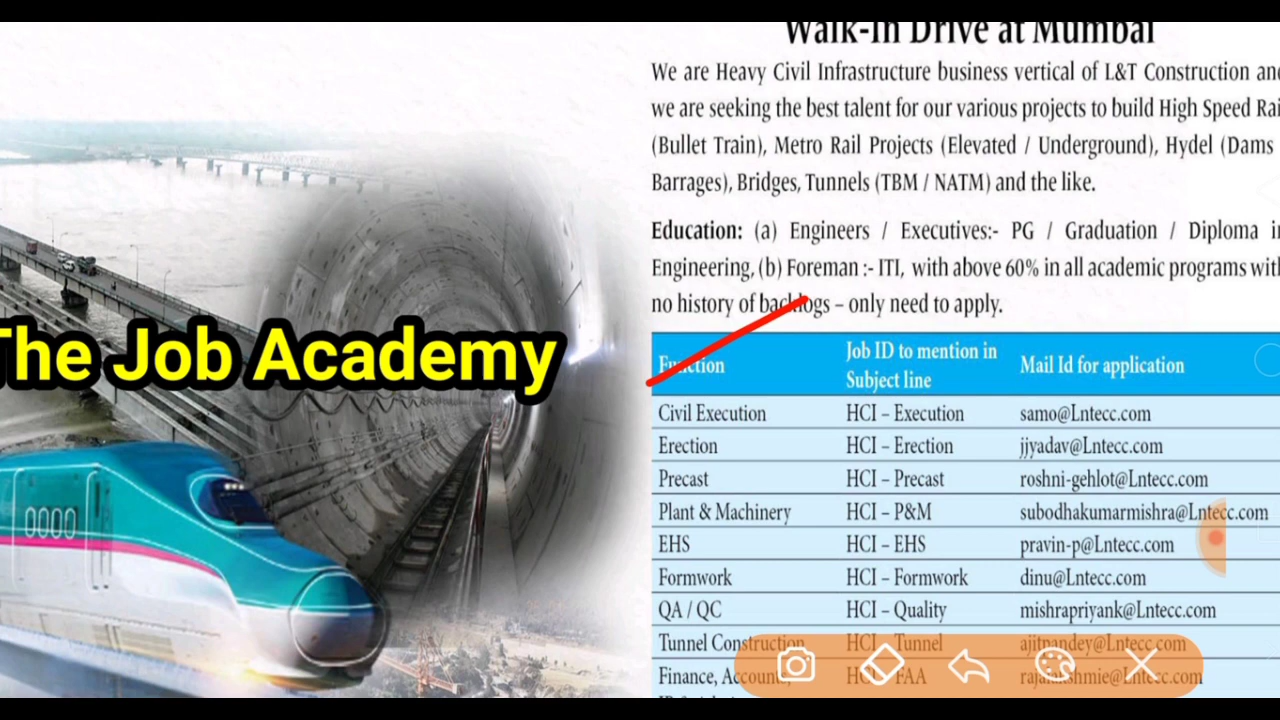 Walk-In Drive at Mumbai
We are Heavy Civil Infrastructure business vertical of L&T Construction and
we are seeking the best talent for our various projects to build High Speed Rai
(Bullet Train), Metro Rail Projects (Elevated / Underground), Hydel (Dams
Barrages), Bridges, Tunnels (TBM / NATM) and the like.
Education: (a) Engineers / Executives:- PG / Graduation / Diploma in
Engineering, (b) Foreman :- ITI, with above 60% in all academic programs with
no history of backlogs – only need to apply.
The Job Academy
Function Job ID to mention in Subject line Mail Id for application
Civil Execution HCI – Execution samo@Lntecc.com
Erection HCI – Erection jjyadav@Lntecc.com
Precast HCI – Precast roshni-gehlot@Lntecc.com
Plant & Machinery HCI – P&M subodhakumarmishra@Lntecc.com
EHS HCI – EHS pravin-p@Lntecc.com
Formwork HCI – Formwork dinu@Lntecc.com
QA / QC HCI – Quality mishrapriyank@Lntecc.com
Tunnel Construction HCI – Tunnel ajitpandey@Lntecc.com
Finance, Accounts, HCI – FAA